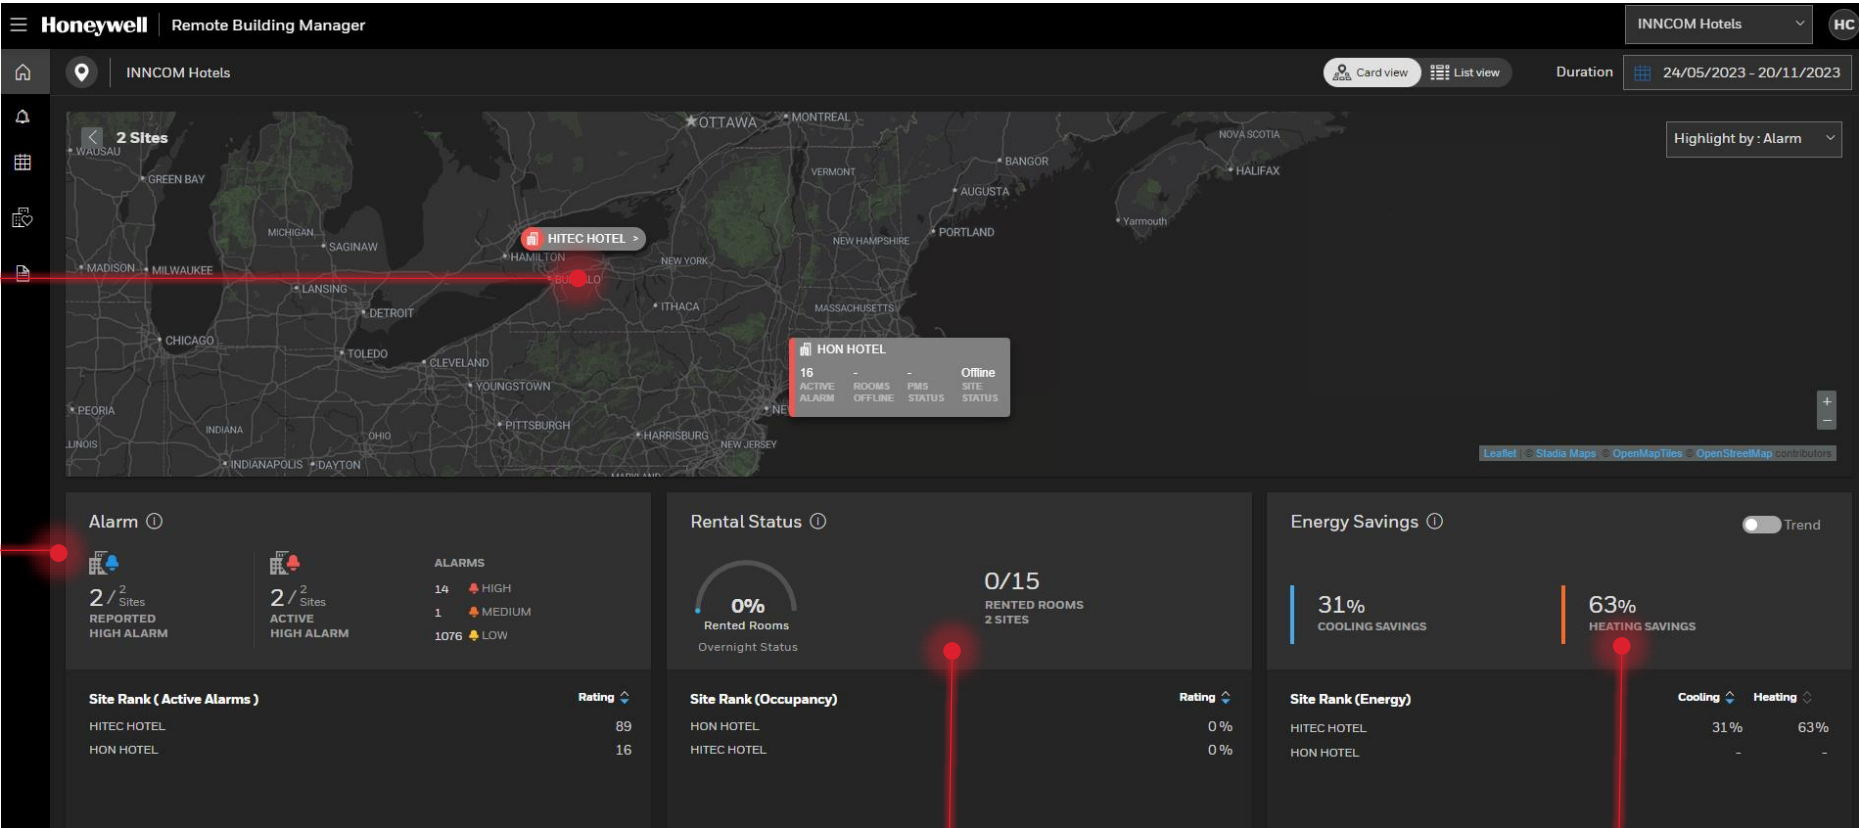 Honeywell Remote Building Manager
INNCOM Hotels
HC
INNCOM Hotels
Card view
List view
Duration
24/05/2023 - 20/11/2023
2 Sites
Highlight by : Alarm
OTTAWA
MONTREAL
NOVA SCOTIA
WAUSAU
GREEN BAY
VERMONT
BANGOR
HALIFAX
AUGUSTA
Yarmouth
MICHIGAN
SAGINAW
HITEC HOTEL >
NEW HAMPSHIRE
PORTLAND
HAMILTON
NEW YORK
MADISON
MILWAUKEE
LANSING
ITHACA
MASSACHUSETTS
DETROIT
CHICAGO
TOLEDO
CLEVELAND
YOUNGSTOWN
HON HOTEL
16 - - Offline
ACTIVE ROOMS PMS SITE
ALARM OFFLINE STATUS STATUS
PEORIA
INDIANA
OHIO
PITTSBURGH
HARRISBURG
NEW JERSEY
LINOIS
INDIANAPOLIS
DAYTON
+
−
Leaflet | © Stadia Maps © OpenMapTiles © OpenStreetMap contributors
Alarm
2 / 2 Sites
REPORTED
HIGH ALARM
2 / 2 Sites
ACTIVE
HIGH ALARM
ALARMS
14 HIGH
1 MEDIUM
1076 LOW
Site Rank ( Active Alarms ) Rating
HITEC HOTEL 89
HON HOTEL 16
Rental Status
0%
Rented Rooms
Overnight Status
0/15
RENTED ROOMS
2 SITES
Site Rank (Occupancy) Rating
HON HOTEL 0 %
HITEC HOTEL 0 %
Energy Savings
Trend
31%
COOLING SAVINGS
63%
HEATING SAVINGS
Site Rank (Energy) Cooling Heating
HITEC HOTEL 31% 63%
HON HOTEL - -